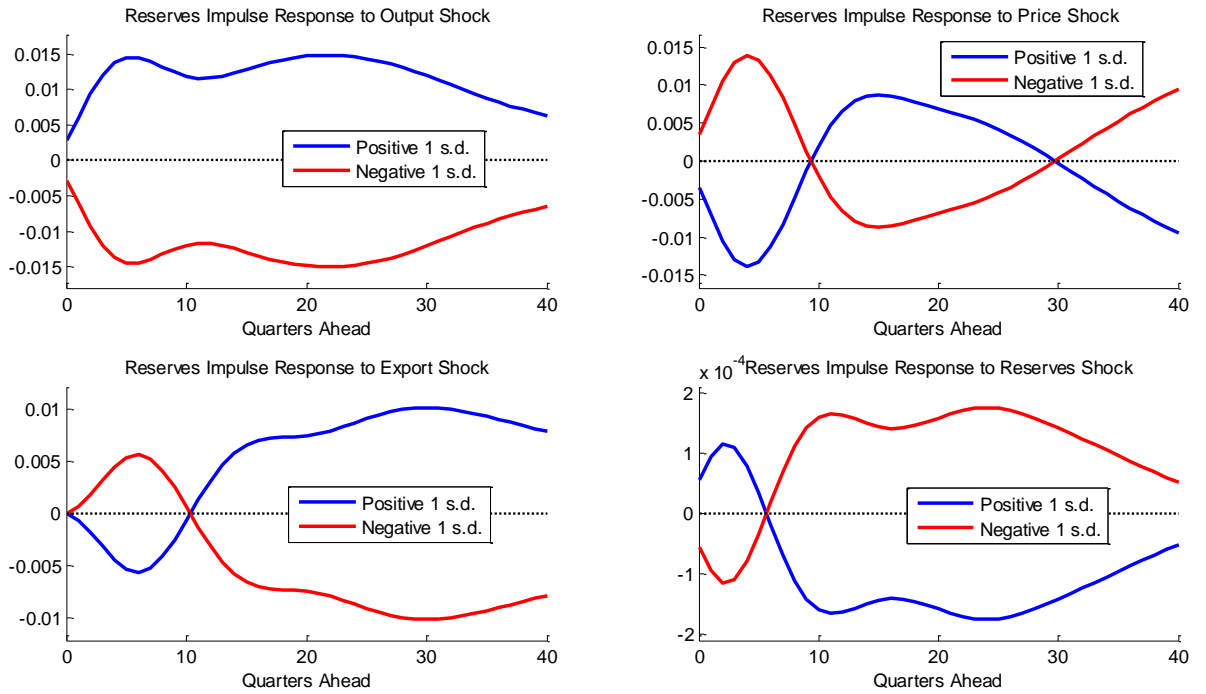 Reserves Impulse Response to Output Shock
0.015
0.01
0.005
0
-0.005
-0.01
-0.015
0 10 20 30 40
Quarters Ahead
Positive 1 s.d.
Negative 1 s.d.
Reserves Impulse Response to Price Shock
0.015
0.01
0.005
0
-0.005
-0.01
-0.015
0 10 20 30 40
Quarters Ahead
Positive 1 s.d.
Negative 1 s.d.
Reserves Impulse Response to Export Shock
0.01
0.005
0
-0.005
-0.01
0 10 20 30 40
Quarters Ahead
Positive 1 s.d.
Negative 1 s.d.
x 10^-4
Reserves Impulse Response to Reserves Shock
2
1
0
-1
-2
0 10 20 30 40
Quarters Ahead
Positive 1 s.d.
Negative 1 s.d.